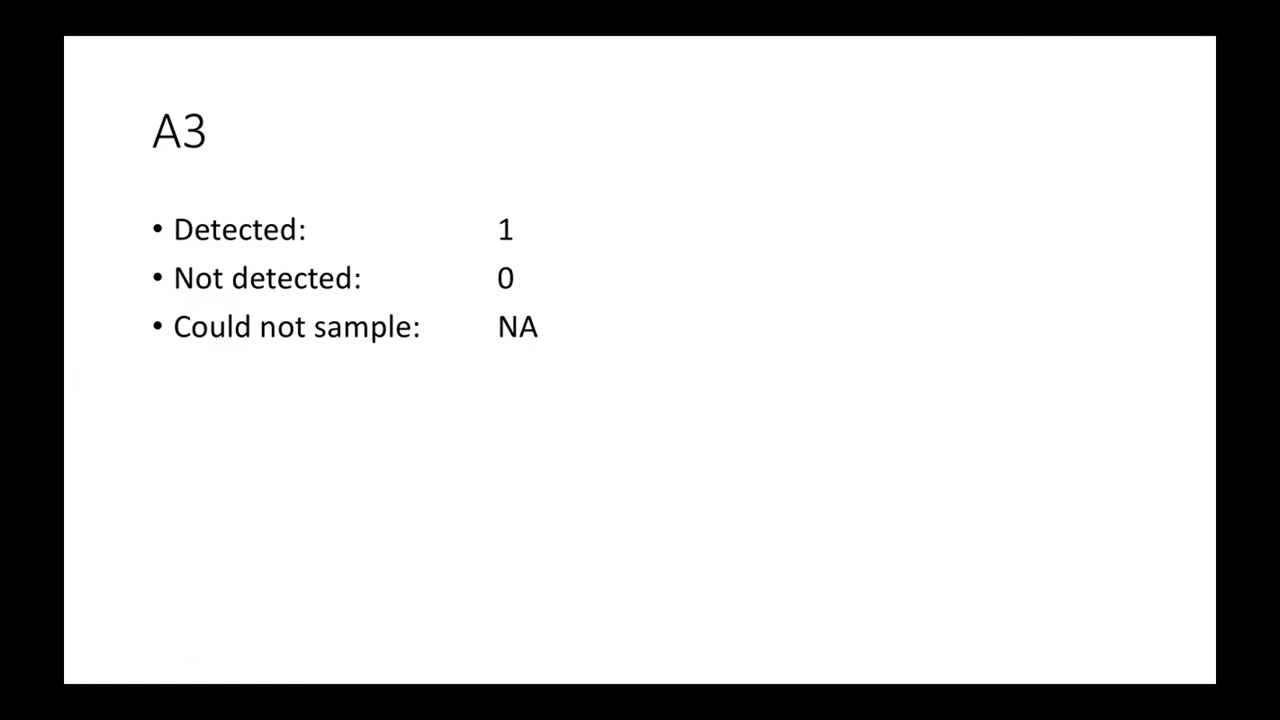 A3
• Detected: 1
• Not detected: 0
• Could not sample: NA